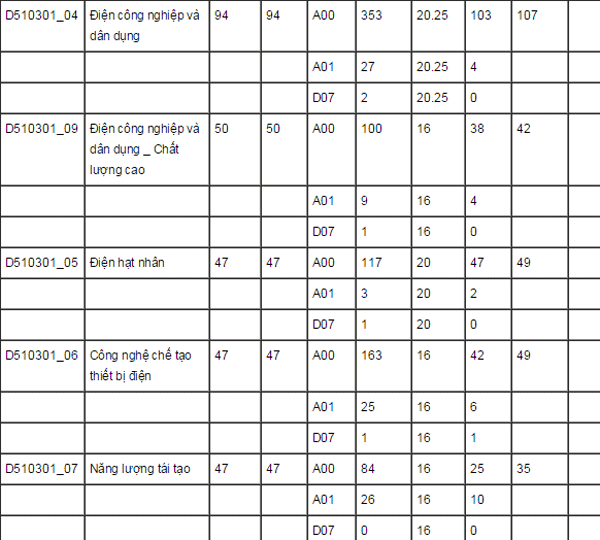 D510301_04 Điện công nghiệp và 94 94 A00 353 20.25 103 107
dân dụng
A01 27 20.25 4
D07 2 20.25 0
D510301_09 Điện công nghiệp và 50 50 A00 100 16 38 42
dân dụng _ Chất
lượng cao
A01 9 16 4
D07 1 16 0
D510301_05 Điện hạt nhân 47 47 A00 117 20 47 49
A01 3 20 2
D07 1 20 0
D510301_06 Công nghệ chế tạo 47 47 A00 163 16 42 49
thiết bị điện
A01 25 16 6
D07 1 16 1
D510301_07 Năng lượng tái tạo 47 47 A00 84 16 25 35
A01 26 16 10
D07 0 16 0